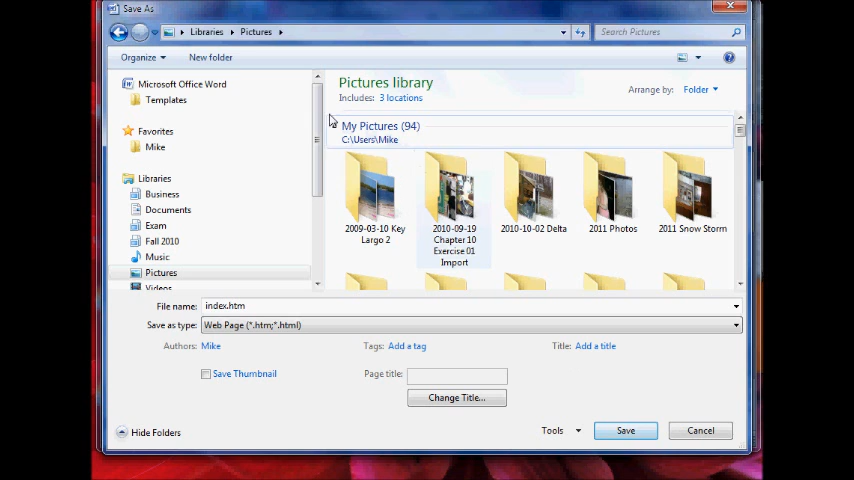 Save As
Libraries
Pictures
Search Pictures
Organize
New folder
Microsoft Office Word
Templates
Favorites
Mike
Libraries
Business
Documents
Exam
Fall 2010
Music
Pictures
Videos
Pictures library
Includes: 3 locations
Arrange by: Folder
My Pictures (94)
C:\Users\Mike
2009-03-10 Key
Largo 2
2010-09-19
Chapter 10
Exercise 01
Import
2010-10-02 Delta
2011 Photos
2011 Snow Storm
File name: index.htm
Save as type: Web Page (*.htm;*.html)
Authors: Mike
Tags: Add a tag
Title: Add a title
Save Thumbnail
Page title:
Change Title...
Hide Folders
Tools
Save
Cancel